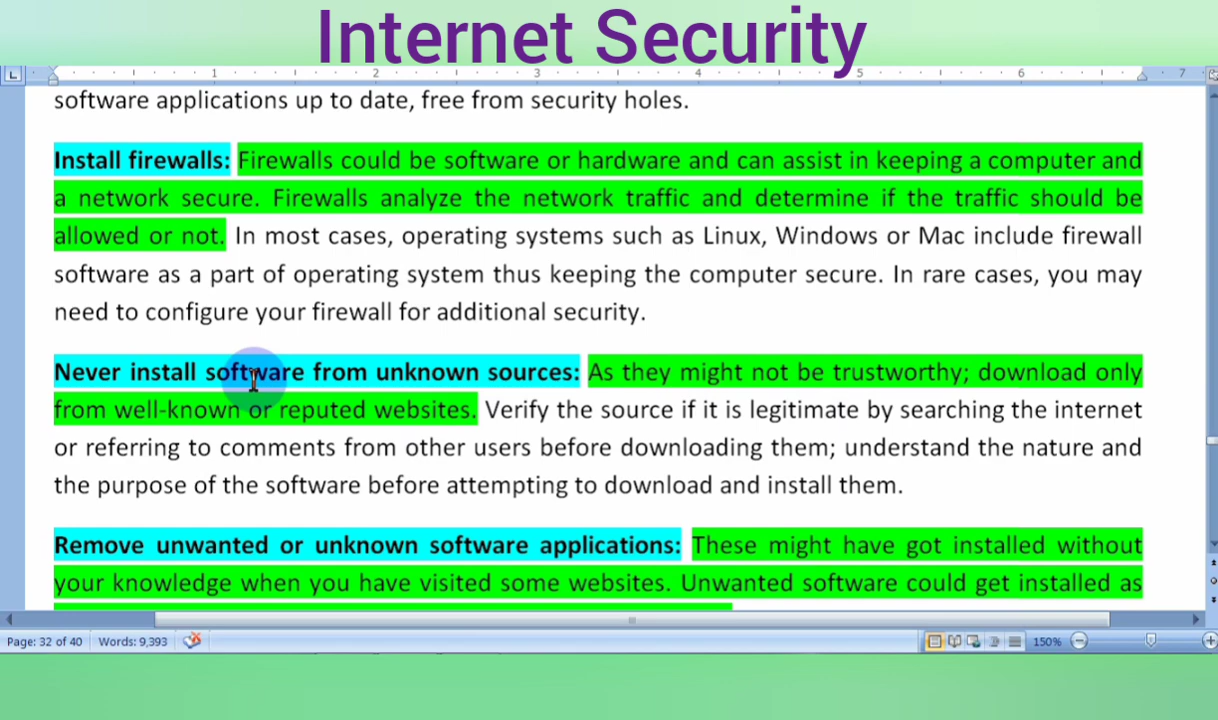 Internet Security
1 2 3 4 5 6 7
software applications up to date, free from security holes.
Install firewalls: Firewalls could be software or hardware and can assist in keeping a computer and
a network secure. Firewalls analyze the network traffic and determine if the traffic should be
allowed or not. In most cases, operating systems such as Linux, Windows or Mac include firewall
software as a part of operating system thus keeping the computer secure. In rare cases, you may
need to configure your firewall for additional security.
Never install software from unknown sources: As they might not be trustworthy; download only
from well-known or reputed websites. Verify the source if it is legitimate by searching the internet
or referring to comments from other users before downloading them; understand the nature and
the purpose of the software before attempting to download and install them.
Remove unwanted or unknown software applications: These might have got installed without
your knowledge when you have visited some websites. Unwanted software could get installed as
Page: 32 of 40 Words: 9,393 150%